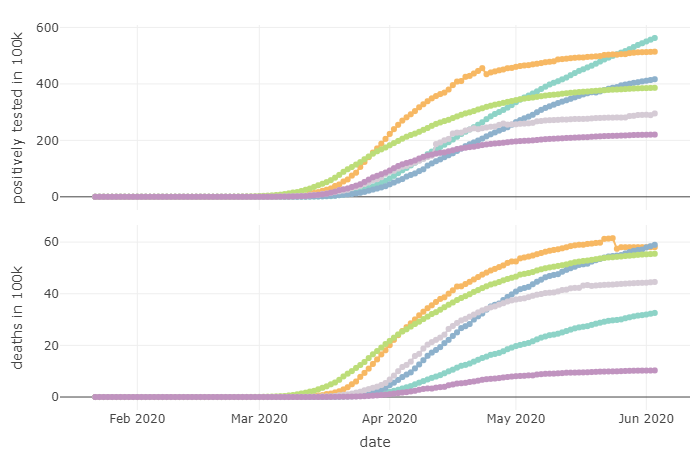 positively tested in 100k
600
400
200
0
deaths in 100k
60
40
20
0
Feb 2020
Mar 2020
Apr 2020
May 2020
Jun 2020
date